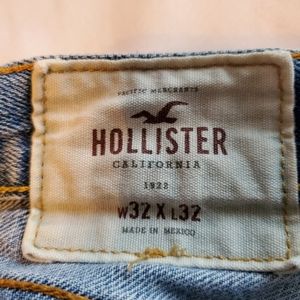 PACIFIC MERCHANTS
HOLLISTER
CALIFORNIA
1922
W32 X L32
MADE IN MEXICO